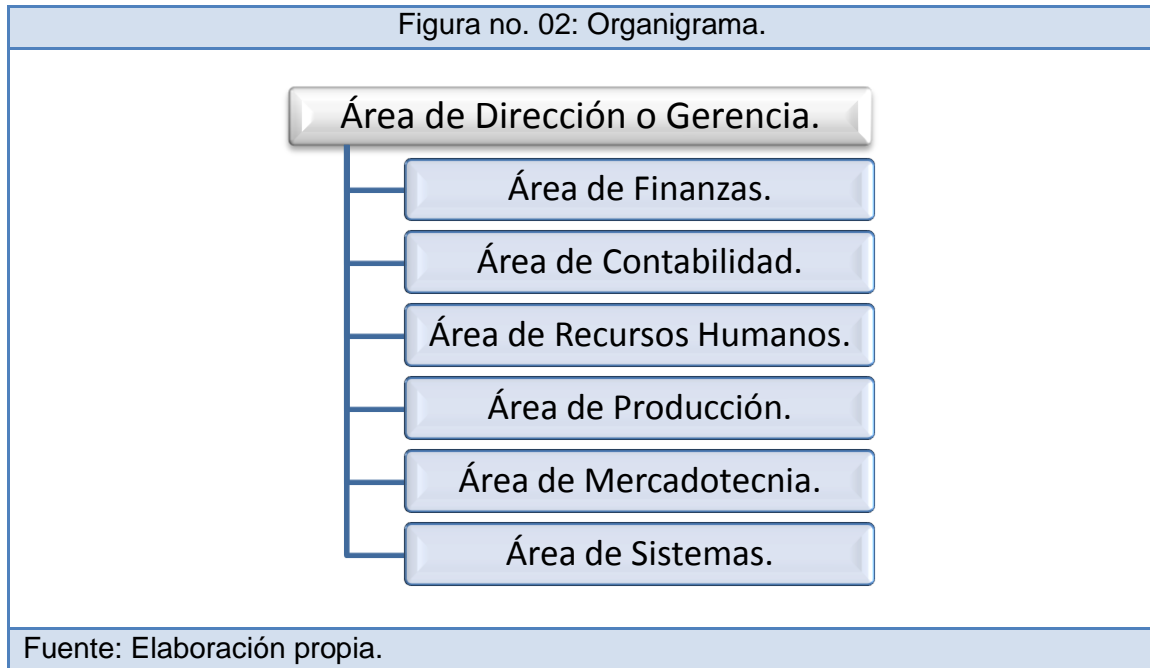 Figura no. 02: Organigrama.
Área de Dirección o Gerencia.
Área de Finanzas.
Área de Contabilidad.
Área de Recursos Humanos.
Área de Producción.
Área de Mercadotecnia.
Área de Sistemas.
Fuente: Elaboración propia.